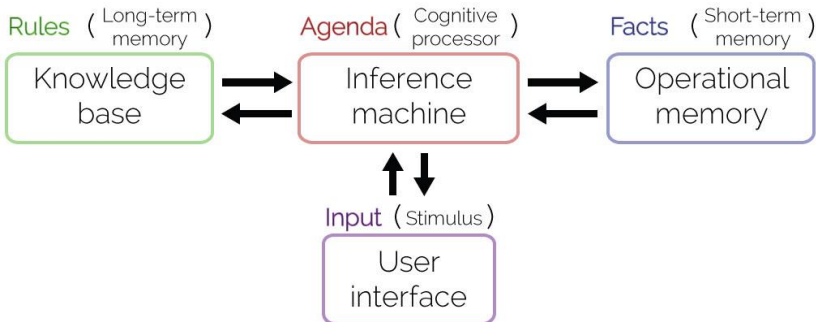 Rules (Long-term memory)
Agenda (Cognitive processor)
Facts (Short-term memory)
Knowledge base
Inference machine
Operational memory
Input (Stimulus)
User
interface